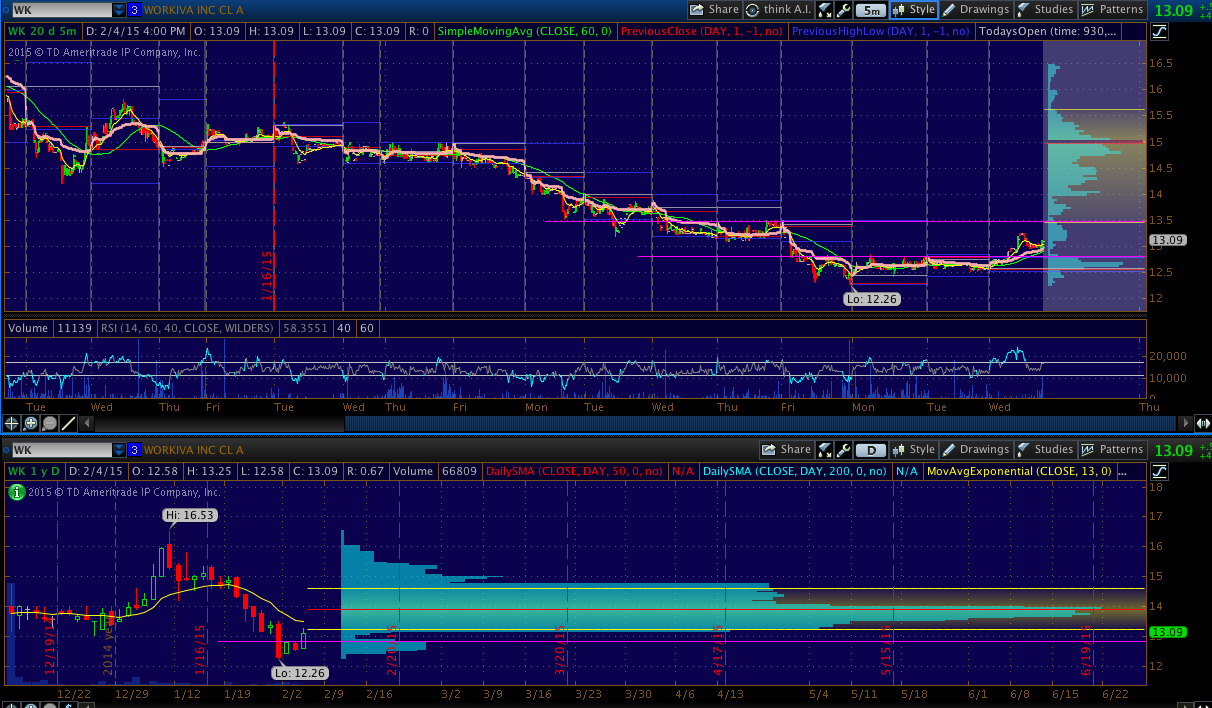 WK 3 WORKIVA INC CL A Share think A.I. 5m Style Drawings Studies Patterns 13.09
WK 20 d 5m D: 2/4/15 4:00 PM O: 13.09 H: 13.09 L: 13.09 C: 13.09 R: 0 SimpleMovingAvg (CLOSE, 60, 0) PreviousClose (DAY, 1, -1, no) PreviousHighLow (DAY, 1, -1, no) TodaysOpen (time: 930,...
2015 © TD Ameritrade IP Company, Inc.
16.5
16
15.5
15
14.5
14
13.5
13.09
13
12.5
12
1/16/15
Lo: 12.26
Volume 11139 RSI (14, 60, 40, CLOSE, WILDERS) 58.3551 40 60
20,000
10,000
0
Tue Wed Thu Fri Tue Wed Thu Fri Mon Tue Wed Thu Fri Mon Tue Wed Thu
WK 3 WORKIVA INC CL A Share D Style Drawings Studies Patterns 13.09
WK 1 y D D: 2/4/15 O: 12.58 H: 13.25 L: 12.58 C: 13.09 R: 0.67 Volume 66809 DailySMA (CLOSE, DAY, 50, 0, no) N/A DailySMA (CLOSE, DAY, 200, 0, no) N/A MovAvgExponential (CLOSE, 13, 0) ...
2015 © TD Ameritrade IP Company, Inc.
Hi: 16.53
18
17
16
15
14
13.09
12
12/19/14
2014 year
1/16/15
2/20/15
3/20/15
4/17/15
5/15/15
6/19/15
Lo: 12.26
12/22 12/29 1/12 1/19 2/2 2/9 2/16 3/2 3/9 3/16 3/23 3/30 4/6 4/13 5/4 5/11 5/18 6/1 6/8 6/15 6/22